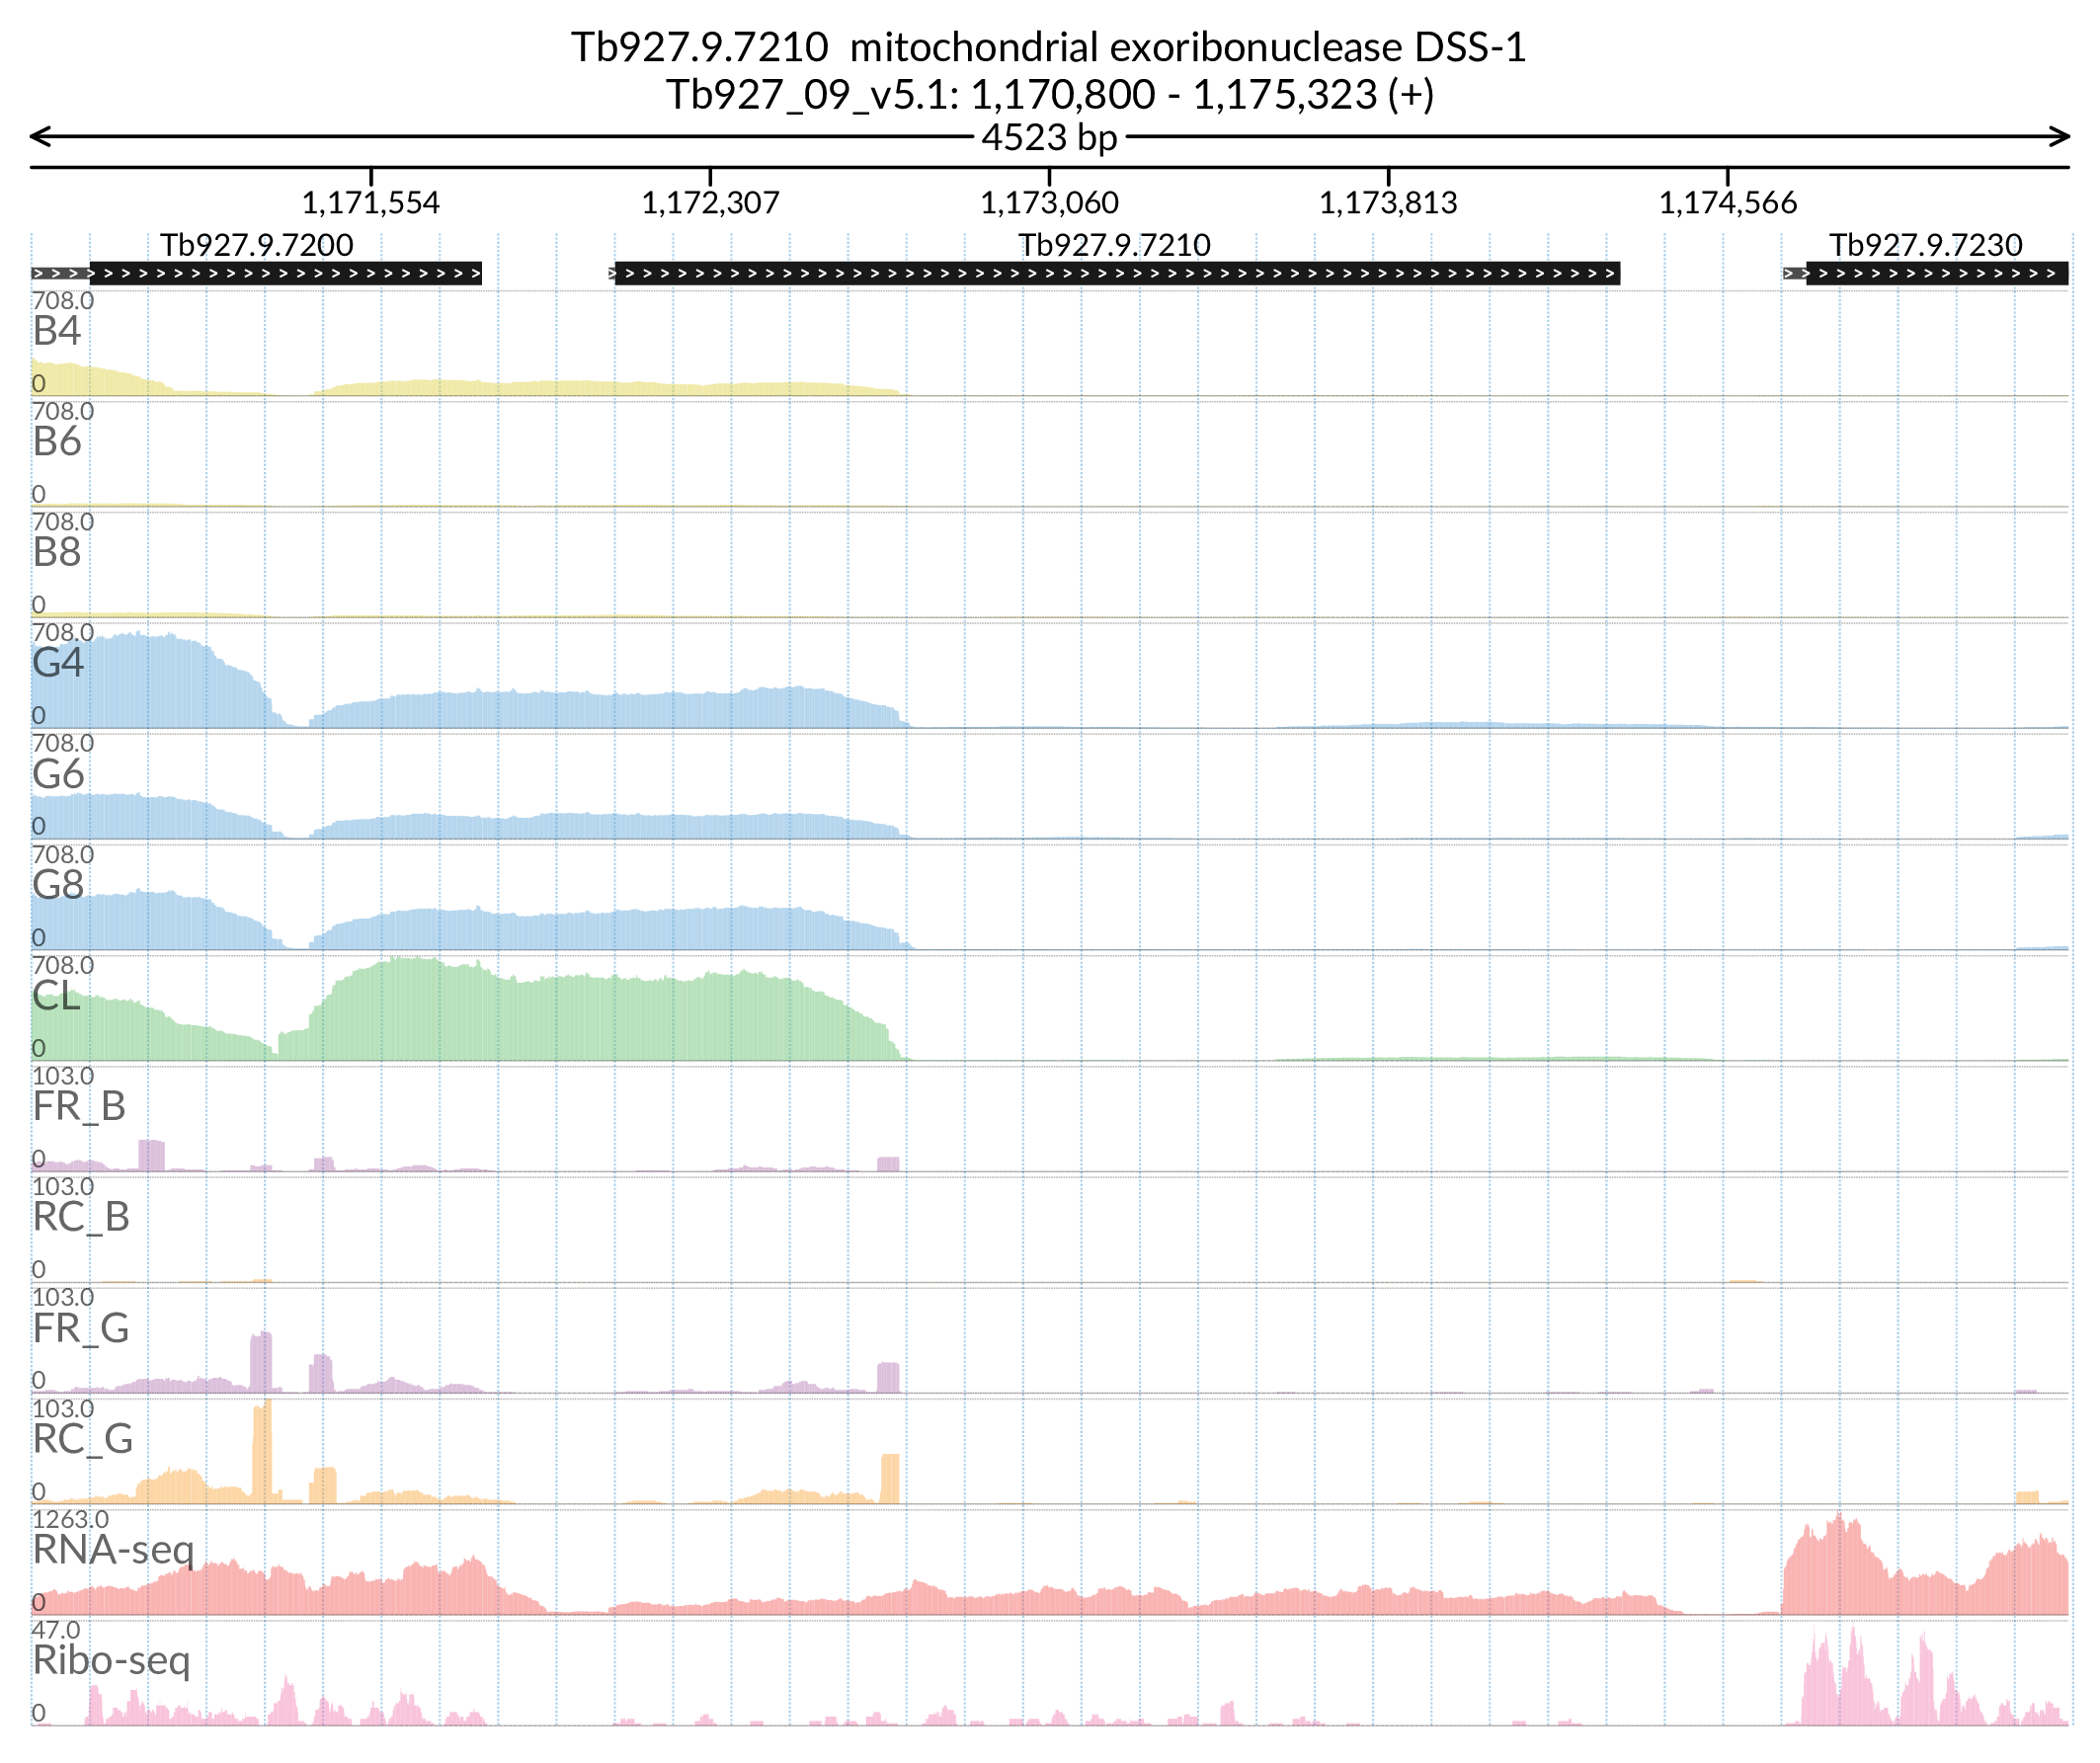 Tb927.9.7210 mitochondrial exoribonuclease DSS-1
Tb927_09_v5.1: 1,170,800 - 1,175,323 (+)
4523 bp
1,171,554 1,172,307 1,173,060 1,173,813 1,174,566
Tb927.9.7200 Tb927.9.7210 Tb927.9.7230
708.0
B4
0
708.0
B6
0
708.0
B8
0
708.0
G4
0
708.0
G6
0
708.0
G8
0
708.0
CL
0
103.0
FR_B
0
103.0
RC_B
0
103.0
FR_G
0
103.0
RC_G
0
1263.0
RNA-seq
0
47.0
Ribo-seq
0